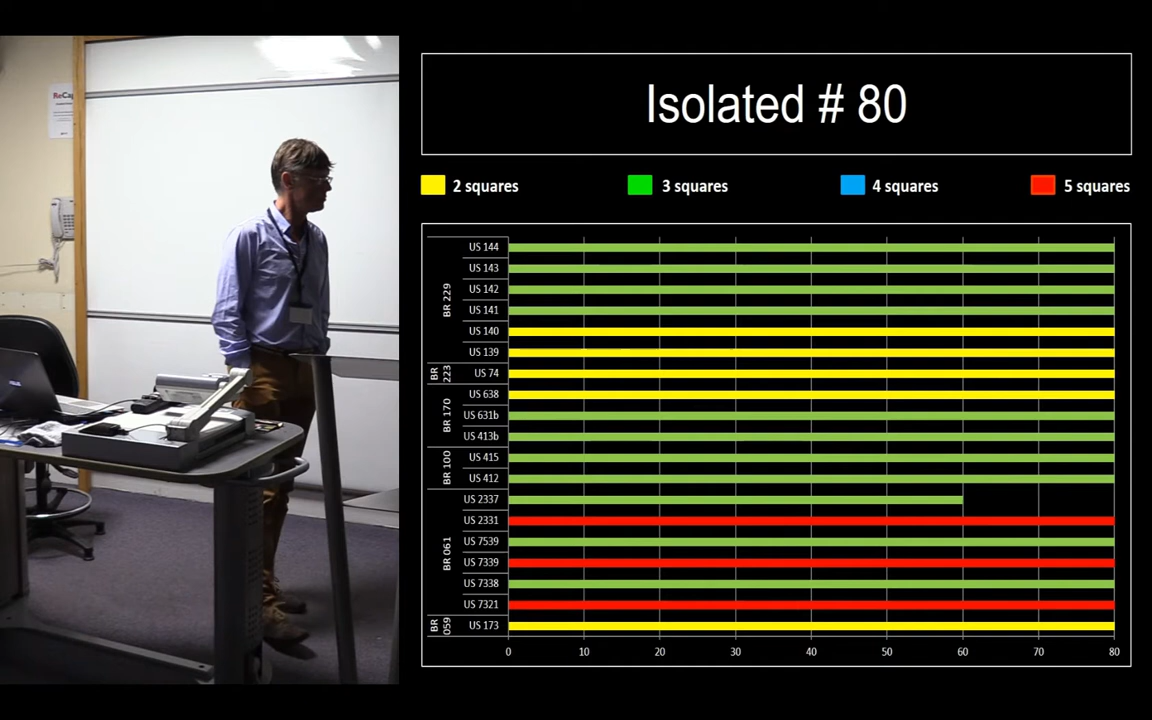 ReCap
Isolated # 80
2 squares
3 squares
4 squares
5 squares
BR 229
US 144
US 143
US 142
US 141
US 140
US 139
BR 223
US 74
BR 170
US 638
US 631b
US 413b
BR 100
US 415
US 412
BR 061
US 2337
US 2331
US 7539
US 7339
US 7338
US 7321
BR 059
US 173
0 10 20 30 40 50 60 70 80